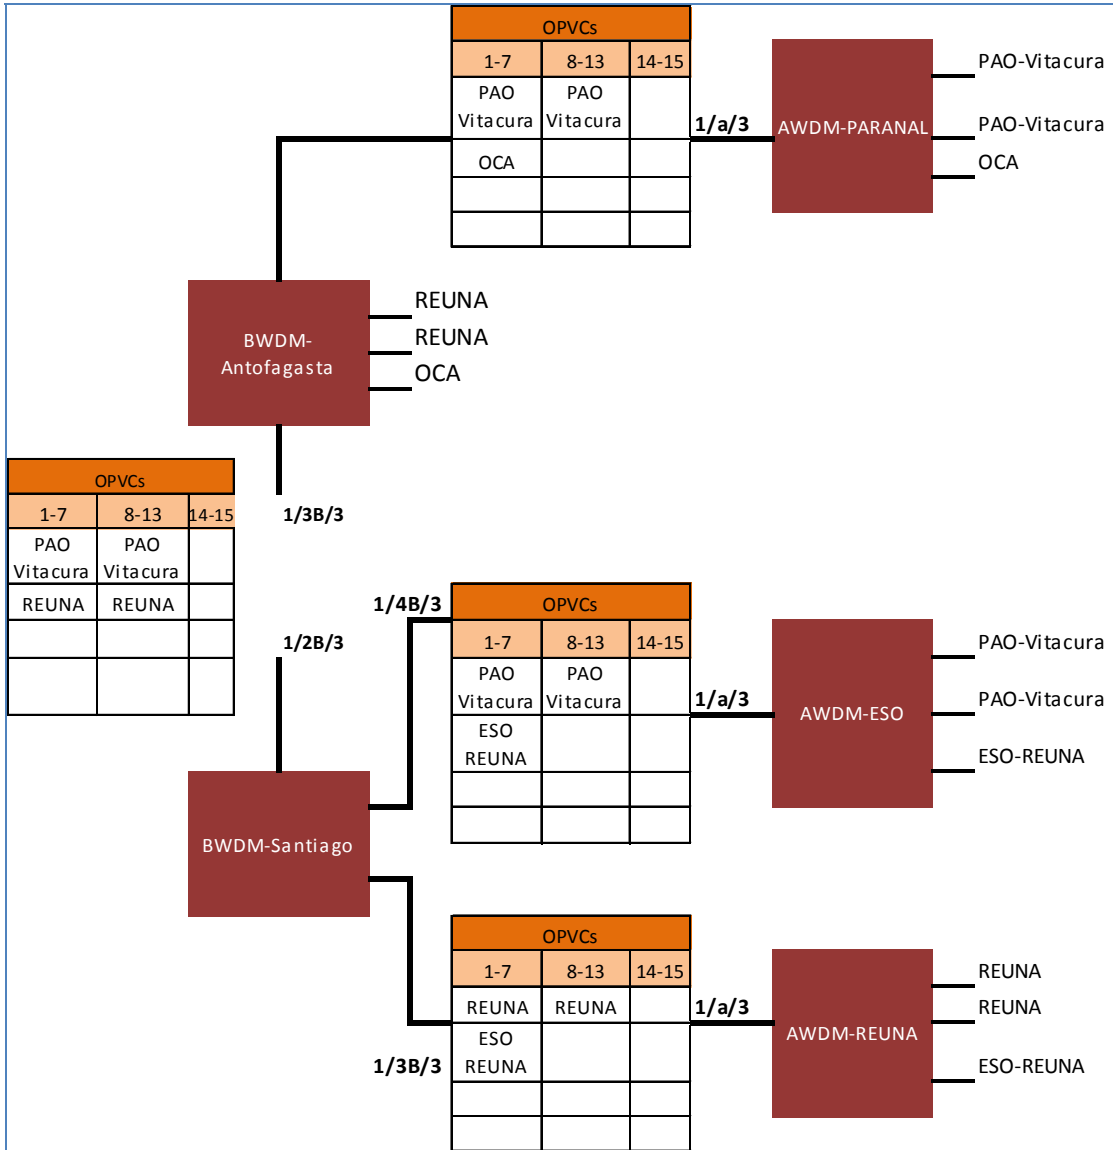 OPVCs
1-7 8-13 14-15
PAO PAO
Vitacura Vitacura
OCA
1/a/3
AWDM-PARANAL
PAO-Vitacura
PAO-Vitacura
OCA
BWDM-
Antofagasta
REUNA
REUNA
OCA
1/3B/3
OPVCs
1-7 8-13 14-15
PAO PAO
Vitacura Vitacura
REUNA REUNA
1/2B/3
1/4B/3
OPVCs
1-7 8-13 14-15
PAO PAO
Vitacura Vitacura
ESO
REUNA
1/a/3
AWDM-ESO
PAO-Vitacura
PAO-Vitacura
ESO-REUNA
BWDM-Santiago
1/3B/3
OPVCs
1-7 8-13 14-15
REUNA REUNA
ESO
REUNA
1/a/3
AWDM-REUNA
REUNA
REUNA
ESO-REUNA